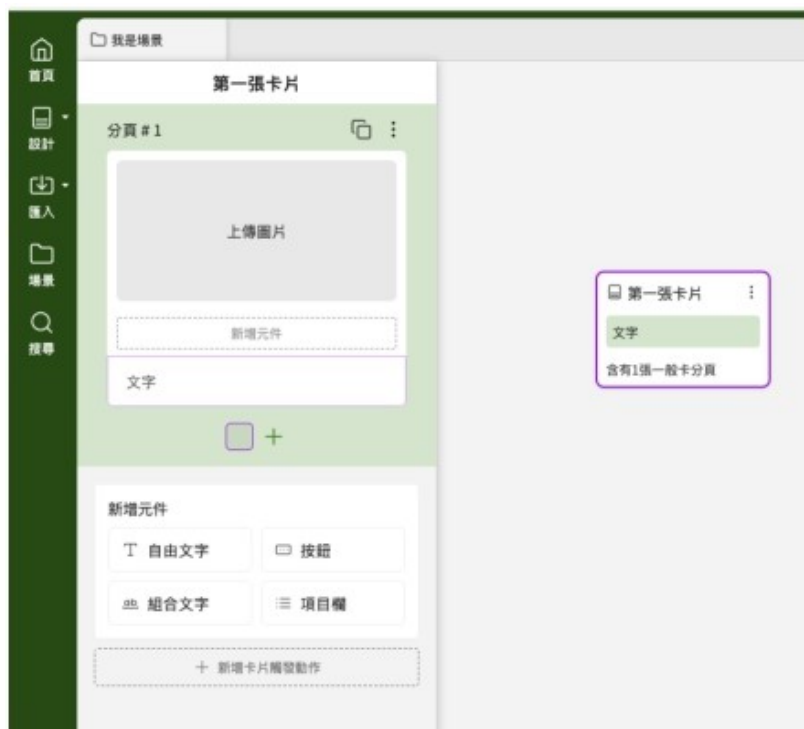 首頁
設計
匯入
場景
搜尋
我是場景
第一張卡片
分頁 # 1
上傳圖片
新增元件
文字
+
新增元件
T 自由文字
按鈕
ab 組合文字
項目欄
+ 新增卡片觸發動作
第一張卡片
文字
含有1張一般卡分頁